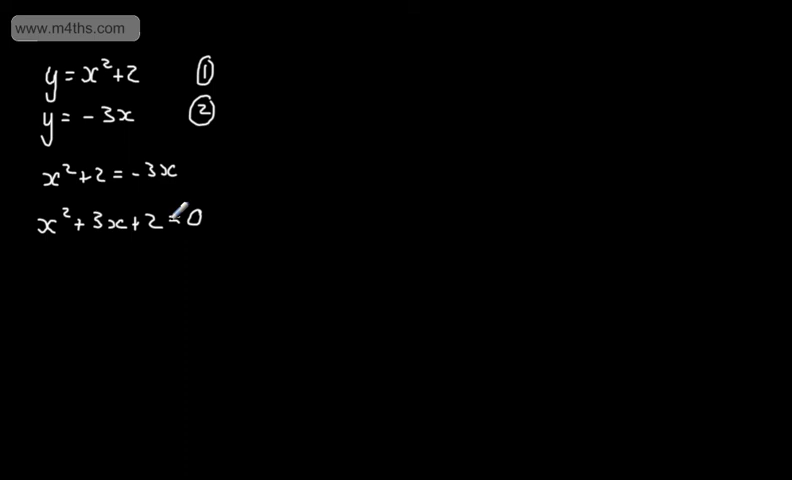 www.m4ths.com
y = x² + 2 ①
y = - 3x ②
x² + 2 = - 3x
x² + 3x + 2 = 0